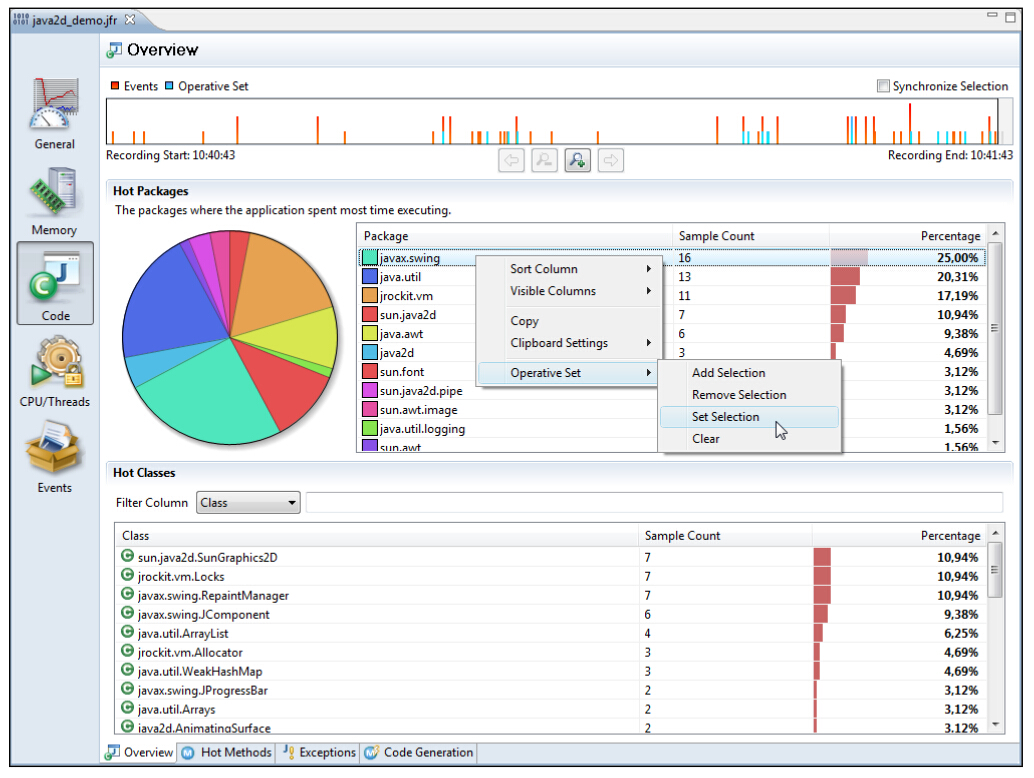 java2d_demo.jfr
Overview
Events Operative Set Synchronize Selection
General
Recording Start: 10:40:43 Recording End: 10:41:43
Hot Packages
The packages where the application spent most time executing.
Memory
Package Sample Count Percentage
javax.swing 16 25,00%
java.util 13 20,31%
jrockit.vm 11 17,19%
sun.java2d 7 10,94%
java.awt 6 9,38%
java2d 3 4,69%
sun.font 3,12%
sun.java2d.pipe 3,12%
sun.awt.image 3,12%
java.util.logging 1,56%
sun.awt 1,56%
Sort Column
Visible Columns
Copy
Clipboard Settings
Operative Set
Add Selection
Remove Selection
Set Selection
Clear
Code
CPU/Threads
Events
Hot Classes
Filter Column Class
Class Sample Count Percentage
sun.java2d.SunGraphics2D 7 10,94%
jrockit.vm.Locks 7 10,94%
javax.swing.RepaintManager 7 10,94%
javax.swing.JComponent 6 9,38%
java.util.ArrayList 4 6,25%
jrockit.vm.Allocator 3 4,69%
java.util.WeakHashMap 3 4,69%
javax.swing.JProgressBar 2 3,12%
java.util.Arrays 2 3,12%
java2d.AnimatingSurface 2 3,12%
Overview Hot Methods Exceptions Code Generation